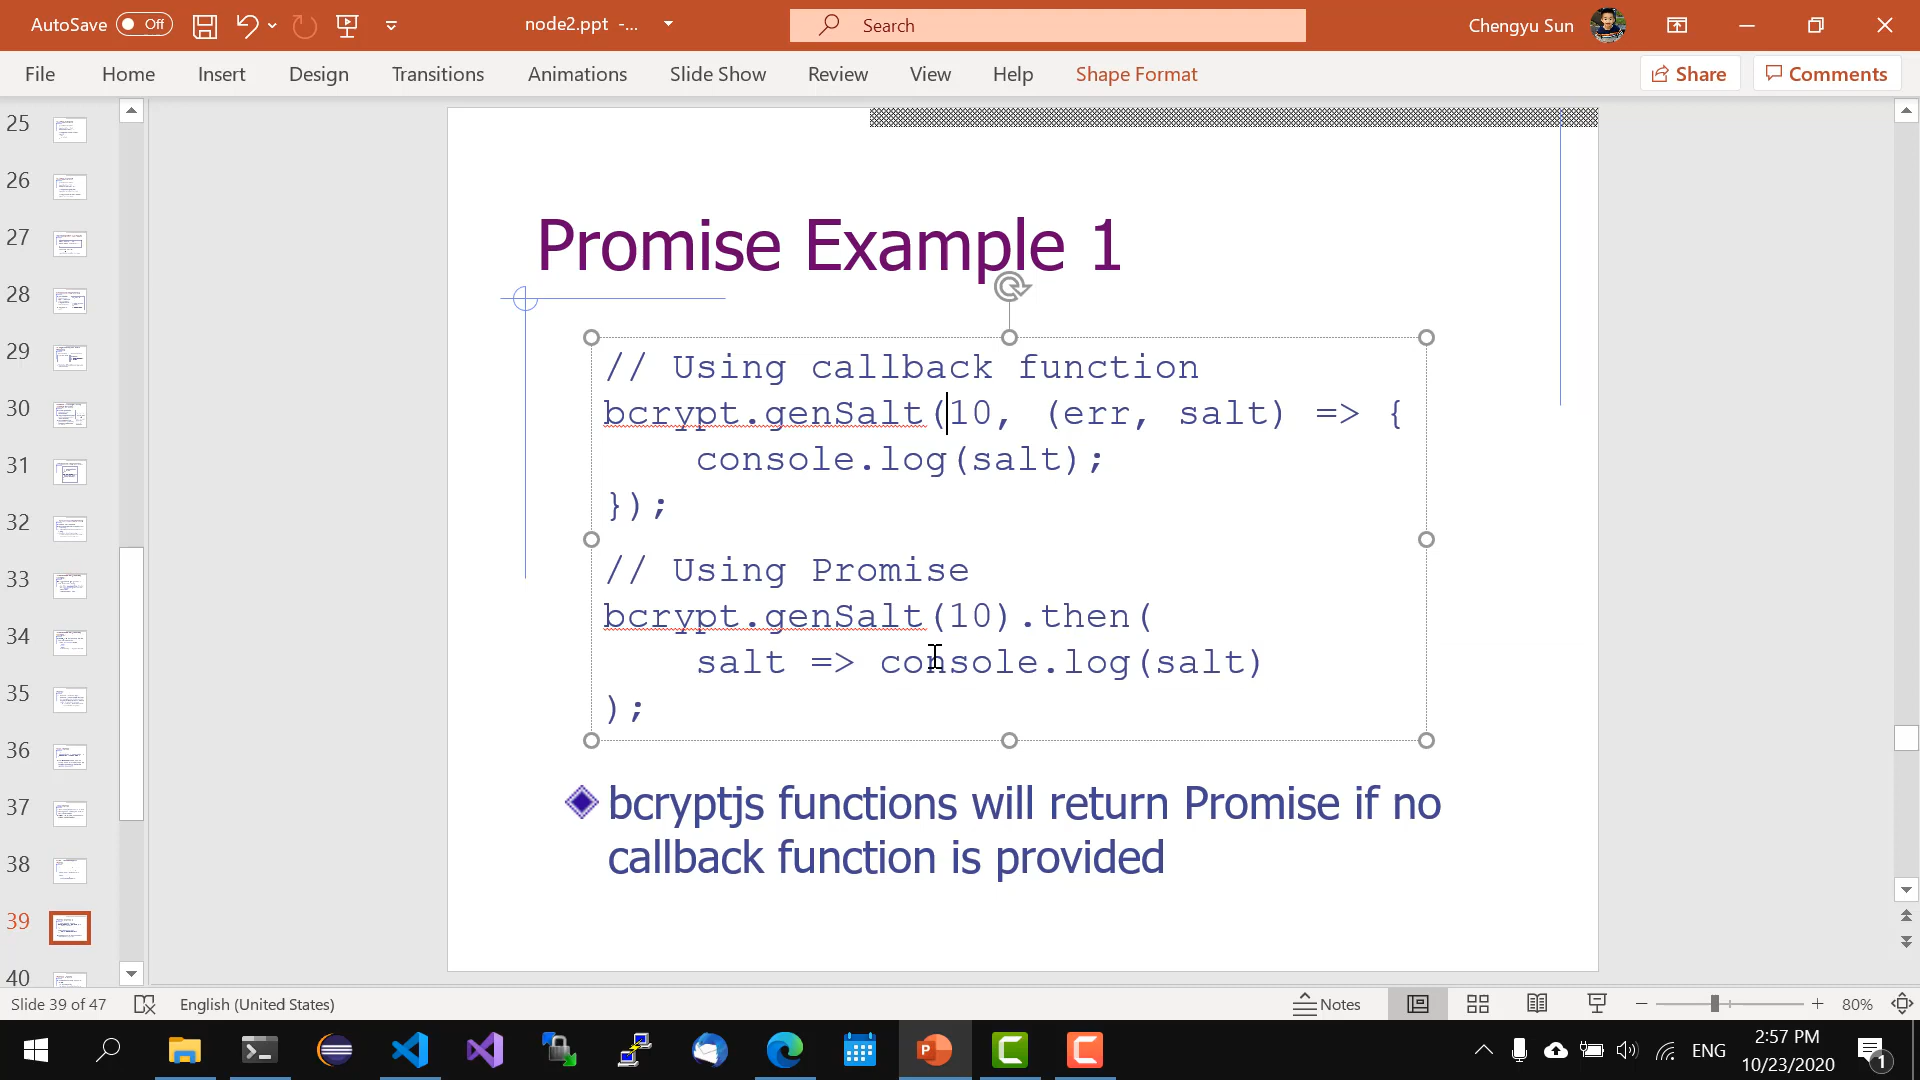 AutoSave Off node2.ppt -... Search Chengyu Sun
File Home Insert Design Transitions Animations Slide Show Review View Help Shape Format Share Comments
25
26
27
28
29
30
31
32
33
34
35
36
37
38
39
40
Promise Example 1
// Using callback function
bcrypt.genSalt(10, (err, salt) => {
console.log(salt);
});
// Using Promise
bcrypt.genSalt(10).then(
salt => console.log(salt)
);
bcryptjs functions will return Promise if no
callback function is provided
Slide 39 of 47 English (United States) Notes 80%
ENG
2:57 PM
10/23/2020
1